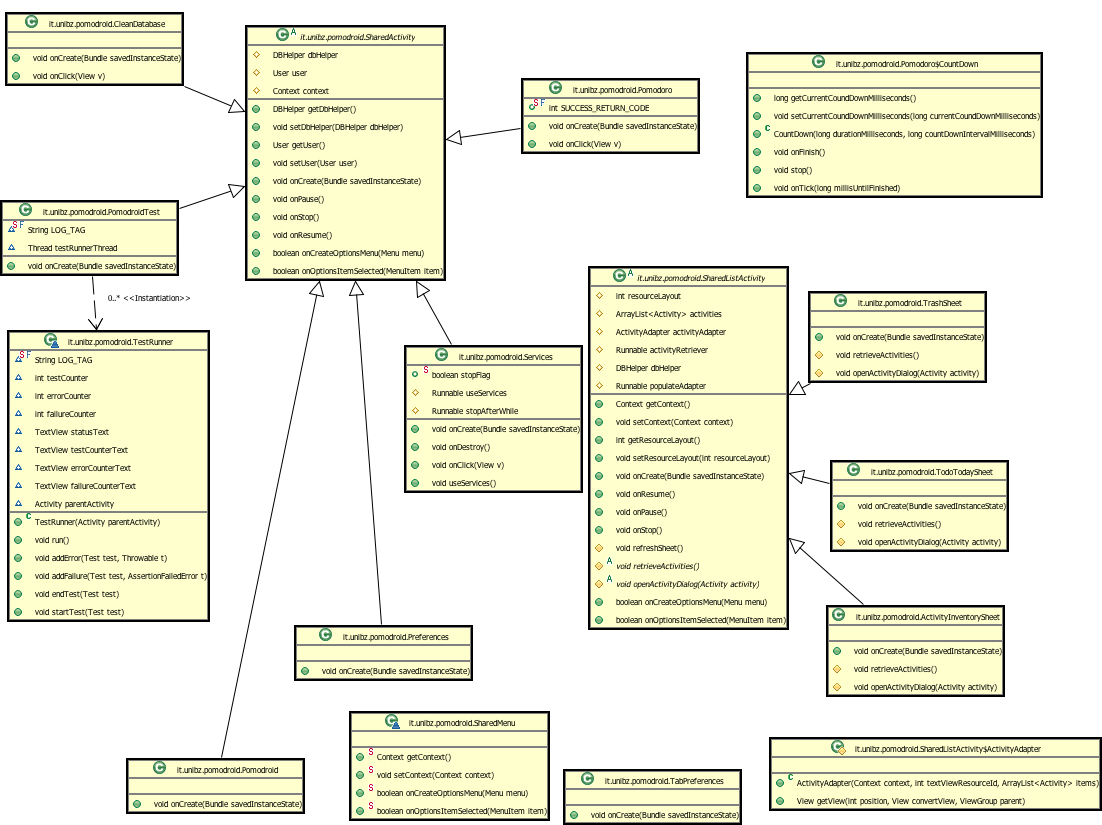 it.unibz.pomodroid.CleanDatabase
void onCreate(Bundle savedInstanceState)
void onClick(View v)
it.unibz.pomodroid.SharedActivity
DBHelper dbHelper
User user
Context context
DBHelper getDbHelper()
void setDbHelper(DBHelper dbHelper)
User getUser()
void setUser(User user)
void onCreate(Bundle savedInstanceState)
void onPause()
void onStop()
void onResume()
boolean onCreateOptionsMenu(Menu menu)
boolean onOptionsItemSelected(MenuItem item)
it.unibz.pomodroid.Pomodoro
int SUCCESS_RETURN_CODE
void onCreate(Bundle savedInstanceState)
void onClick(View v)
it.unibz.pomodroid.Pomodoro$CountDown
long getCurrentCoundDownMilliseconds()
void setCurrentCoundDownMilliseconds(long currentCoundDownMilliseconds)
CountDown(long durationMilliseconds, long countDownIntervalMilliseconds)
void onFinish()
void stop()
void onTick(long millisUntilFinished)
it.unibz.pomodroid.PomodroidTest
String LOG_TAG
Thread testRunnerThread
void onCreate(Bundle savedInstanceState)
0..* <<Instantiation>>
it.unibz.pomodroid.TestRunner
String LOG_TAG
int testCounter
int errorCounter
int failureCounter
TextView statusText
TextView testCounterText
TextView errorCounterText
TextView failureCounterText
Activity parentActivity
TestRunner(Activity parentActivity)
void run()
void addError(Test test, Throwable t)
void addFailure(Test test, AssertionFailedError t)
void endTest(Test test)
void startTest(Test test)
it.unibz.pomodroid.Services
boolean stopFlag
Runnable useServices
Runnable stopAfterWhile
void onCreate(Bundle savedInstanceState)
void onDestroy()
void onClick(View v)
void useServices()
it.unibz.pomodroid.SharedListActivity
int resourceLayout
ArrayList<Activity> activities
ActivityAdapter activityAdapter
Runnable activityRetriever
DBHelper dbHelper
Runnable populateAdapter
Context getContext()
void setContext(Context context)
int getResourceLayout()
void setResourceLayout(int resourceLayout)
void onCreate(Bundle savedInstanceState)
void onResume()
void onPause()
void onStop()
void refreshSheet()
void retrieveActivities()
void openActivityDialog(Activity activity)
boolean onCreateOptionsMenu(Menu menu)
boolean onOptionsItemSelected(MenuItem item)
it.unibz.pomodroid.TrashSheet
void onCreate(Bundle savedInstanceState)
void retrieveActivities()
void openActivityDialog(Activity activity)
it.unibz.pomodroid.TodoTodaySheet
void onCreate(Bundle savedInstanceState)
void retrieveActivities()
void openActivityDialog(Activity activity)
it.unibz.pomodroid.ActivityInventorySheet
void onCreate(Bundle savedInstanceState)
void retrieveActivities()
void openActivityDialog(Activity activity)
it.unibz.pomodroid.Preferences
void onCreate(Bundle savedInstanceState)
it.unibz.pomodroid.Pomodroid
void onCreate(Bundle savedInstanceState)
it.unibz.pomodroid.SharedMenu
Context getContext()
void setContext(Context context)
boolean onCreateOptionsMenu(Menu menu)
boolean onOptionsItemSelected(MenuItem item)
it.unibz.pomodroid.TabPreferences
void onCreate(Bundle savedInstanceState)
it.unibz.pomodroid.SharedListActivity$ActivityAdapter
ActivityAdapter(Context context, int textViewResourceId, ArrayList<Activity> items)
View getView(int position, View convertView, ViewGroup parent)